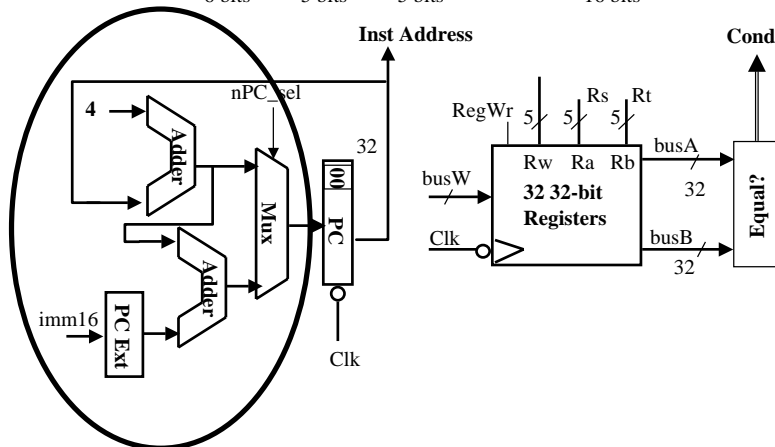 Inst Address
Cond
nPC_sel
4
Adder
32
RegWr
5
5
Rs
5
Rt
busA
Rw Ra Rb
32
busW
32 32-bit
Registers
Equal?
00
PC
Mux
Clk
busB
32
Adder
imm16
PC Ext
Clk